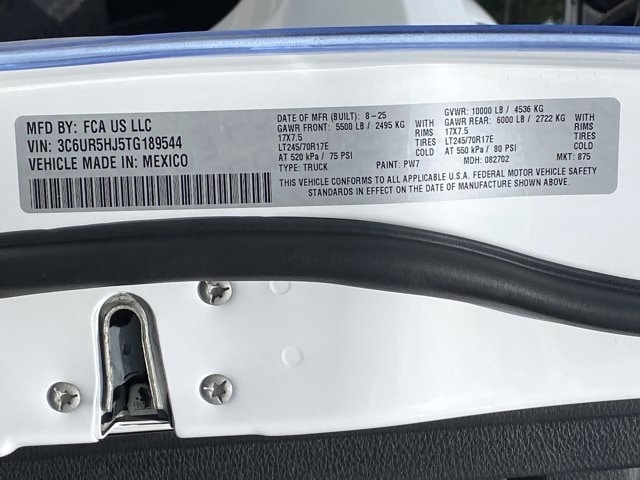 MFD BY: FCA US LLC
VIN: 3C6UR5HJ5TG189544
VEHICLE MADE IN: MEXICO
DATE OF MFR (BUILT): 8-25
GAWR FRONT: 5500 LB / 2495 KG WITH
17X7.5 RIMS
LT245/70R17E TIRES
AT 520 kPa / 75 PSI COLD
TYPE: TRUCK PAINT: PW7
GVWR: 10000 LB / 4536 KG
GAWR REAR: 6000 LB / 2722 KG WITH
17X7.5 RIMS
LT245/70R17E TIRES
AT 550 kPa / 80 PSI COLD
MDH: 082702 MKT: 875
THIS VEHICLE CONFORMS TO ALL APPLICABLE U.S.A. FEDERAL MOTOR VEHICLE SAFETY
STANDARDS IN EFFECT ON THE DATE OF MANUFACTURE SHOWN ABOVE.